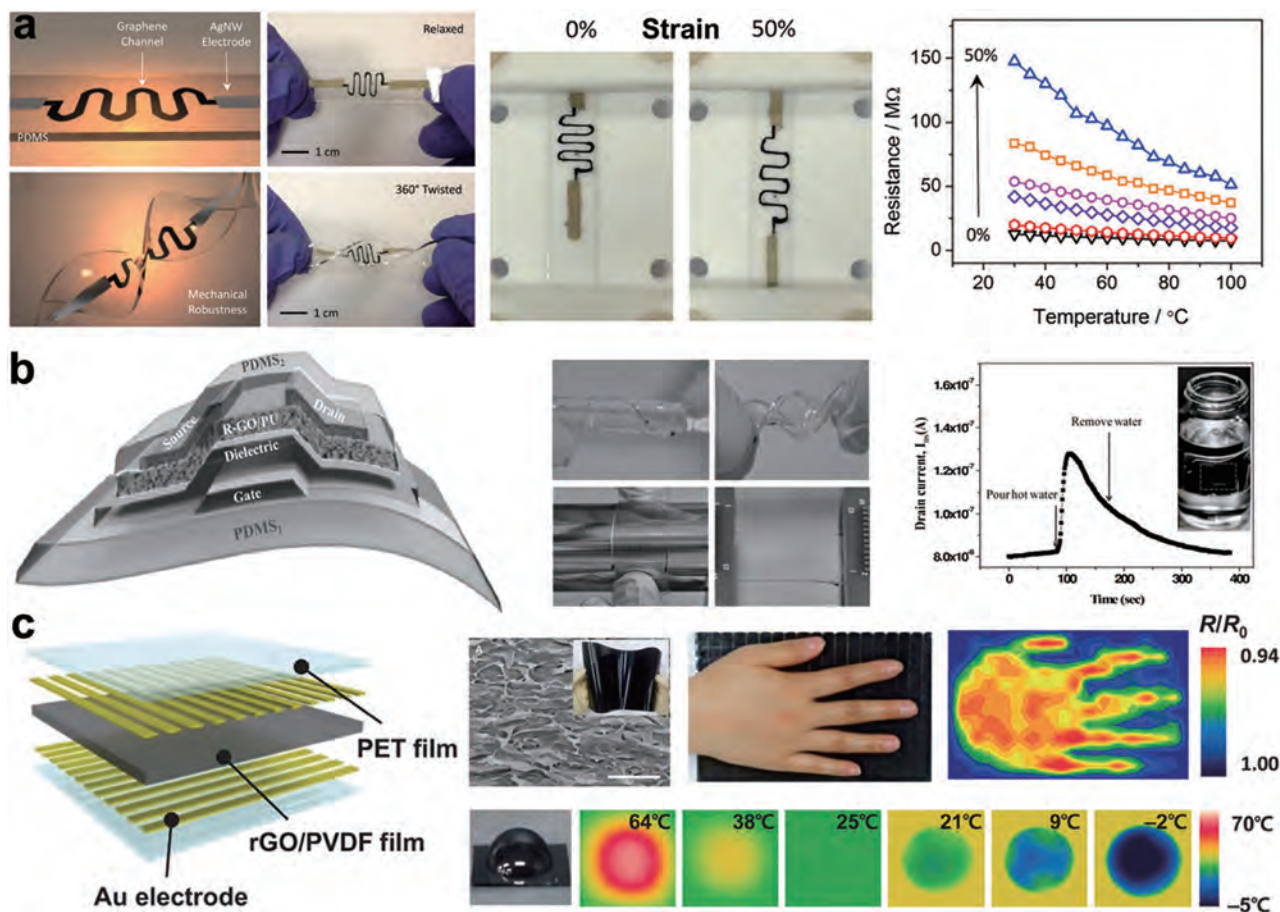 a
Graphene
Channel
AgNW
Electrode
PDMS
Relaxed
1 cm
Mechanical
Robustness
360° Twisted
1 cm
0% Strain 50%
Resistance / MΩ
150
100
50
0
50%
0%
20 40 60 80 100
Temperature / °C
b
PDMS₂
Source
Drain
R-GO/PU
Dielectric
Gate
PDMS₁
Drain current,
1.6x10⁻⁷
1.4x10⁻⁷
1.2x10⁻⁷
1.0x10⁻⁷
8.0x10⁻⁸
Pour hot water
Remove water
0 100 200 300 400
Time (sec)
c
PET film
rGO/PVDF film
Au electrode
A
R/R₀
0.94
1.00
64℃
38℃
25℃
21℃
9℃
–2℃
70℃
–5℃